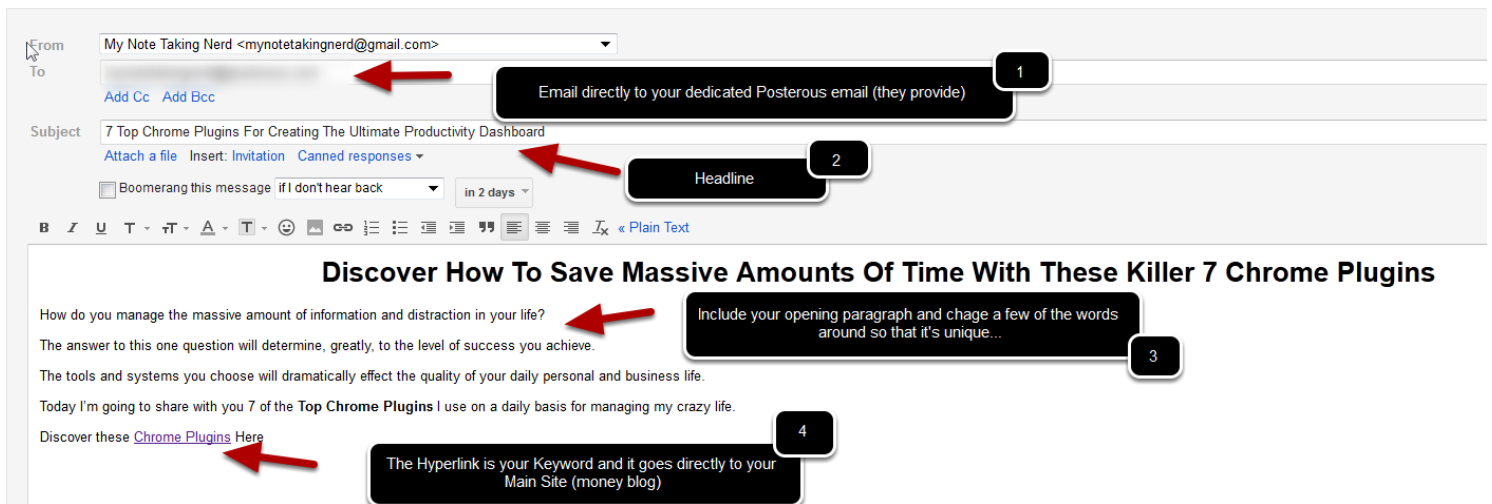 From My Note Taking Nerd <mynotetakingnerd@gmail.com>
To
1
Email directly to your dedicated Posterous email (they provide)
Add Cc Add Bcc
Subject 7 Top Chrome Plugins For Creating The Ultimate Productivity Dashboard
Attach a file Insert: Invitation Canned responses
2
Headline
Boomerang this message if I don't hear back in 2 days
B I U T TT A T Tx « Plain Text
Discover How To Save Massive Amounts Of Time With These Killer 7 Chrome Plugins
How do you manage the massive amount of information and distraction in your life?
Include your opening paragraph and chage a few of the words
around so that it's unique...
3
The answer to this one question will determine, greatly, to the level of success you achieve.
The tools and systems you choose will dramatically effect the quality of your daily personal and business life.
Today I'm going to share with you 7 of the Top Chrome Plugins I use on a daily basis for managing my crazy life.
Discover these Chrome Plugins Here
4
The Hyperlink is your Keyword and it goes directly to your
Main Site (money blog)